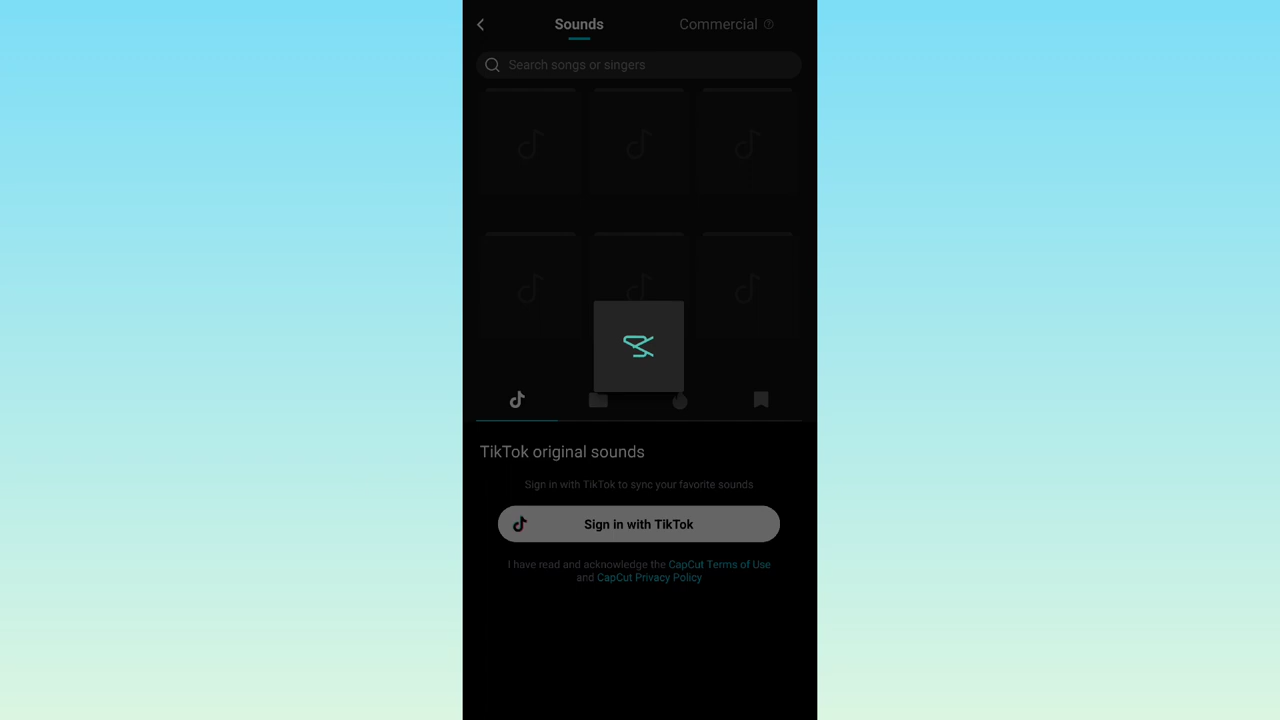 Sounds
Commercial
Search songs or singers
TikTok original sounds
Sign in with TikTok to sync your favorite sounds
Sign in with TikTok
I have read and acknowledge the CapCut Terms of Use
and CapCut Privacy Policy